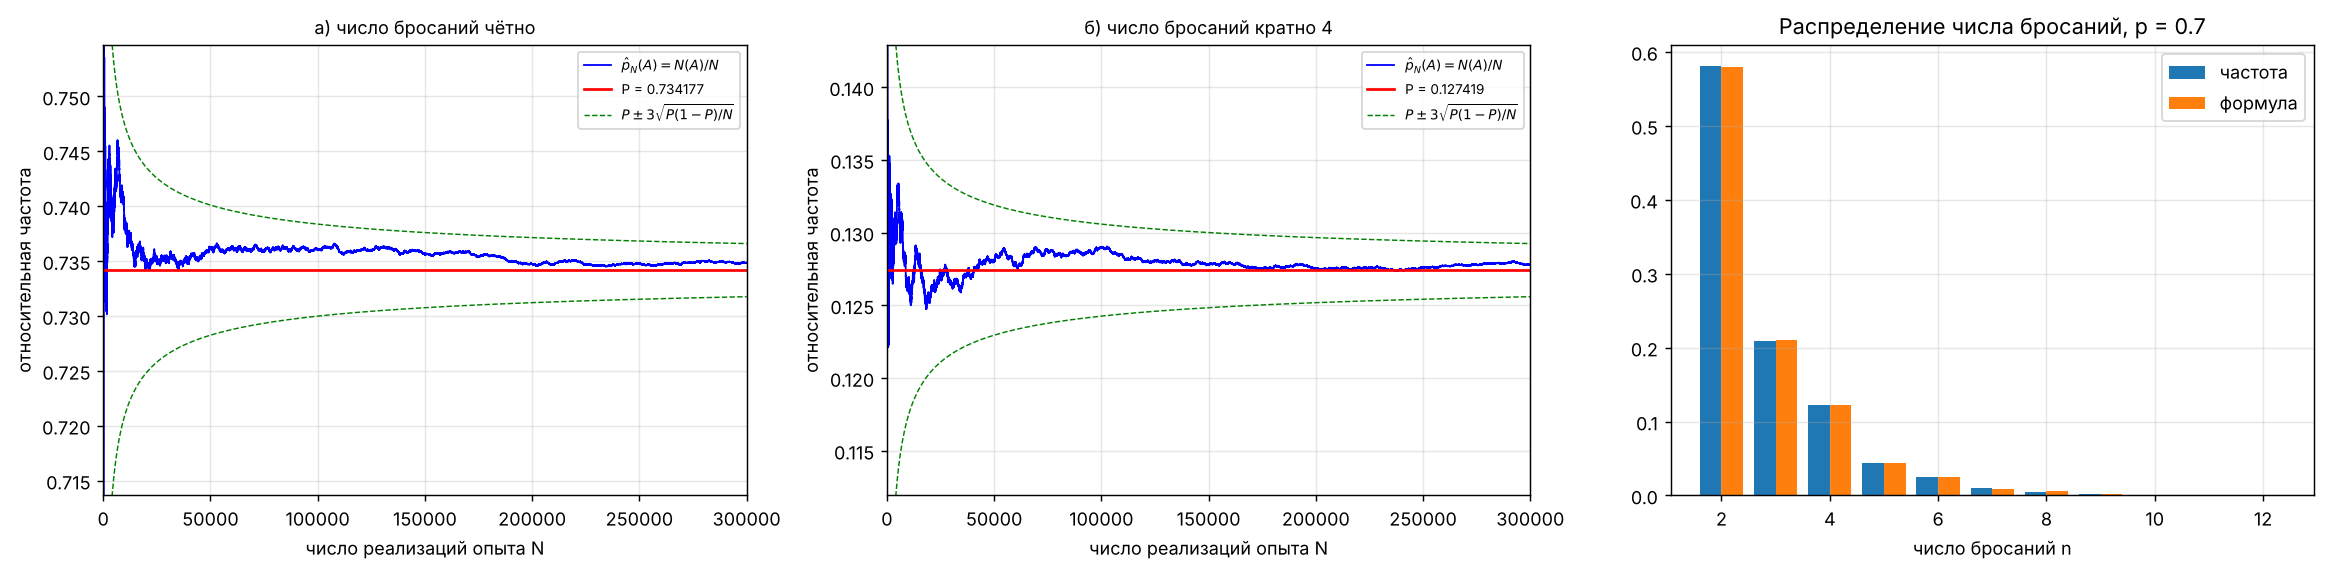 а) число бросаний чётно
относительная частота
0.750
0.745
0.740
0.735
0.730
0.725
0.720
0.715
0
50000
100000
150000
200000
250000
300000
число реализаций опыта N
p̂_N(A) = N(A)/N
P = 0.734177
P ± 3√P(1 − P)/N
б) число бросаний кратно 4
относительная частота
0.140
0.135
0.130
0.125
0.120
0.115
0
50000
100000
150000
200000
250000
300000
число реализаций опыта N
p̂_N(A) = N(A)/N
P = 0.127419
P ± 3√P(1 − P)/N
Распределение числа бросаний, p = 0.7
0.6
0.5
0.4
0.3
0.2
0.1
0.0
2
4
6
8
10
12
число бросаний n
частота
формула